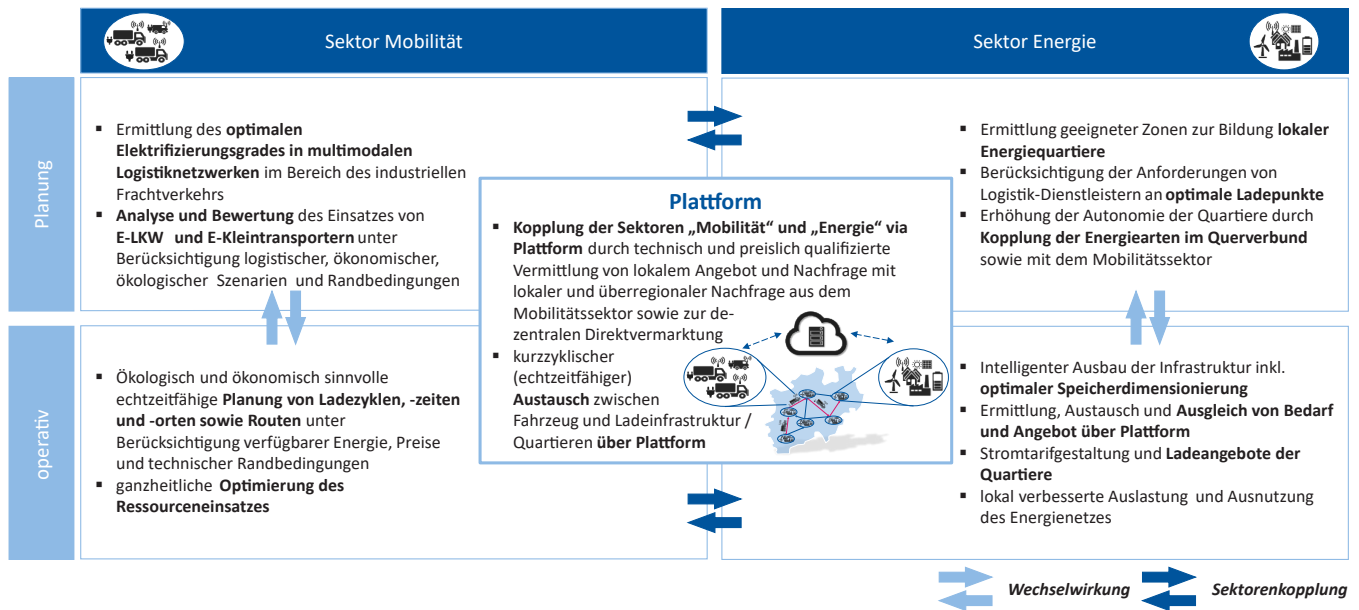 Sektor Mobilität
Sektor Energie
Planung
▪ Ermittlung des optimalen
Elektrifizierungsgrades in multimodalen
Logistiknetzwerken im Bereich des industriellen
Frachtverkehrs
▪ Analyse und Bewertung des Einsatzes von
E-LKW und E-Kleintransportern unter
Berücksichtigung logistischer, ökonomischer,
ökologischer Szenarien und Randbedingungen
▪ Ermittlung geeigneter Zonen zur Bildung lokaler
Energiequartiere
▪ Berücksichtigung der Anforderungen von
Logistik-Dienstleistern an optimale Ladepunkte
▪ Erhöhung der Autonomie der Quartiere durch
Kopplung der Energiearten im Querverbund
sowie mit dem Mobilitätssektor
Plattform
▪ Kopplung der Sektoren „Mobilität“ und „Energie“ via
Plattform durch technisch und preislich qualifizierte
Vermittlung von lokalem Angebot und Nachfrage mit
lokaler und überregionaler Nachfrage aus dem
Mobilitätssektor sowie zur de-
zentralen Direktvermarktung
▪ kurzzyklischer
(echtzeitfähiger)
Austausch zwischen
Fahrzeug und Ladeinfrastruktur /
Quartieren über Plattform
operativ
▪ Ökologisch und ökonomisch sinnvolle
echtzeitfähige Planung von Ladezyklen, -zeiten
und -orten sowie Routen unter
Berücksichtigung verfügbarer Energie, Preise
und technischer Randbedingungen
▪ ganzheitliche Optimierung des
Ressourceneinsatzes
▪ Intelligenter Ausbau der Infrastruktur inkl.
optimaler Speicherdimensionierung
▪ Ermittlung, Austausch und Ausgleich von Bedarf
und Angebot über Plattform
▪ Stromtarifgestaltung und Ladeangebote der
Quartiere
▪ lokal verbesserte Auslastung und Ausnutzung
des Energienetzes
Wechselwirkung
Sektorenkopplung